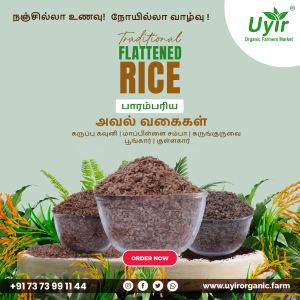 நஞ்சில்லா உணவு! நோயில்லா வாழ்வு !
Uyir®
Organic Farmers Market
Traditional
FLATTENED
RICE
பாரம்பரிய
அவல் வகைகள்
கருப்பு கவுனி | மாப்பிள்ளை சம்பா | கருங்குருவை
பூங்கார் | குள்ளகார்
ORDER NOW
+91 73 73 99 11 44
www.uyirorganic.farm